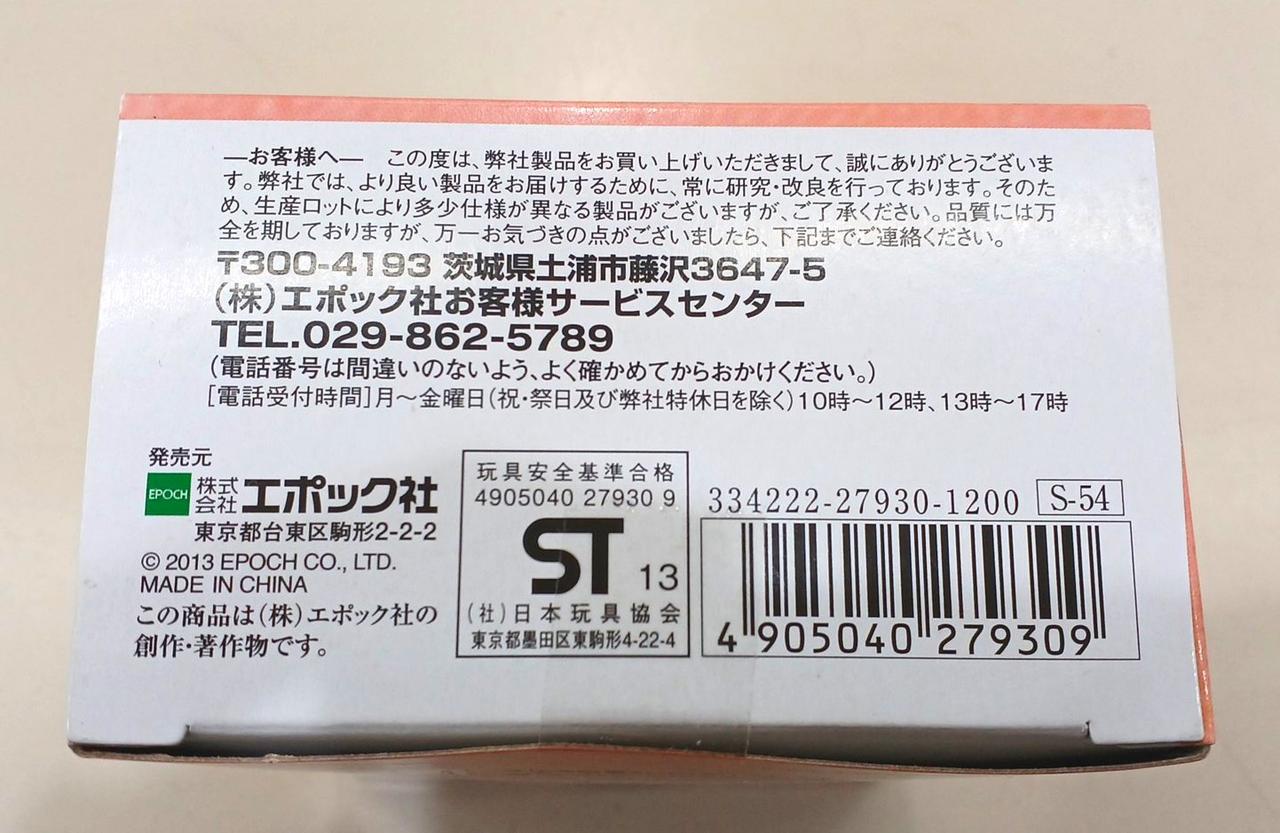 ―お客様へ― この度は、弊社製品をお買い上げいただきまして、誠にありがとうございま
す。弊社では、より良い製品をお届けするために、常に研究・改良を行っております。そのた
め、生産ロットにより多少仕様が異なる製品がございますが、ご了承ください。品質には万
全を期しておりますが、万一お気づきの点がございましたら、下記までご連絡ください。
〒300-4193 茨城県土浦市藤沢3647-5
（株）エポック社お客様サービスセンター
TEL.029-862-5789
（電話番号は間違いのないよう、よく確かめてからおかけください。）
［電話受付時間］月～金曜日（祝・祭日及び弊社特休日を除く）10時～12時、13時～17時
発売元
EPOCH 株式会社 エポック社
東京都台東区駒形2-2-2
© 2013 EPOCH CO., LTD.
MADE IN CHINA
この商品は（株）エポック社の
創作・著作物です。
玩具安全基準合格
4905040 27930 9
ST 13
（社）日本玩具協会
東京都墨田区東駒形4-22-4
334222-27930-1200 S-54
4 905040 279309